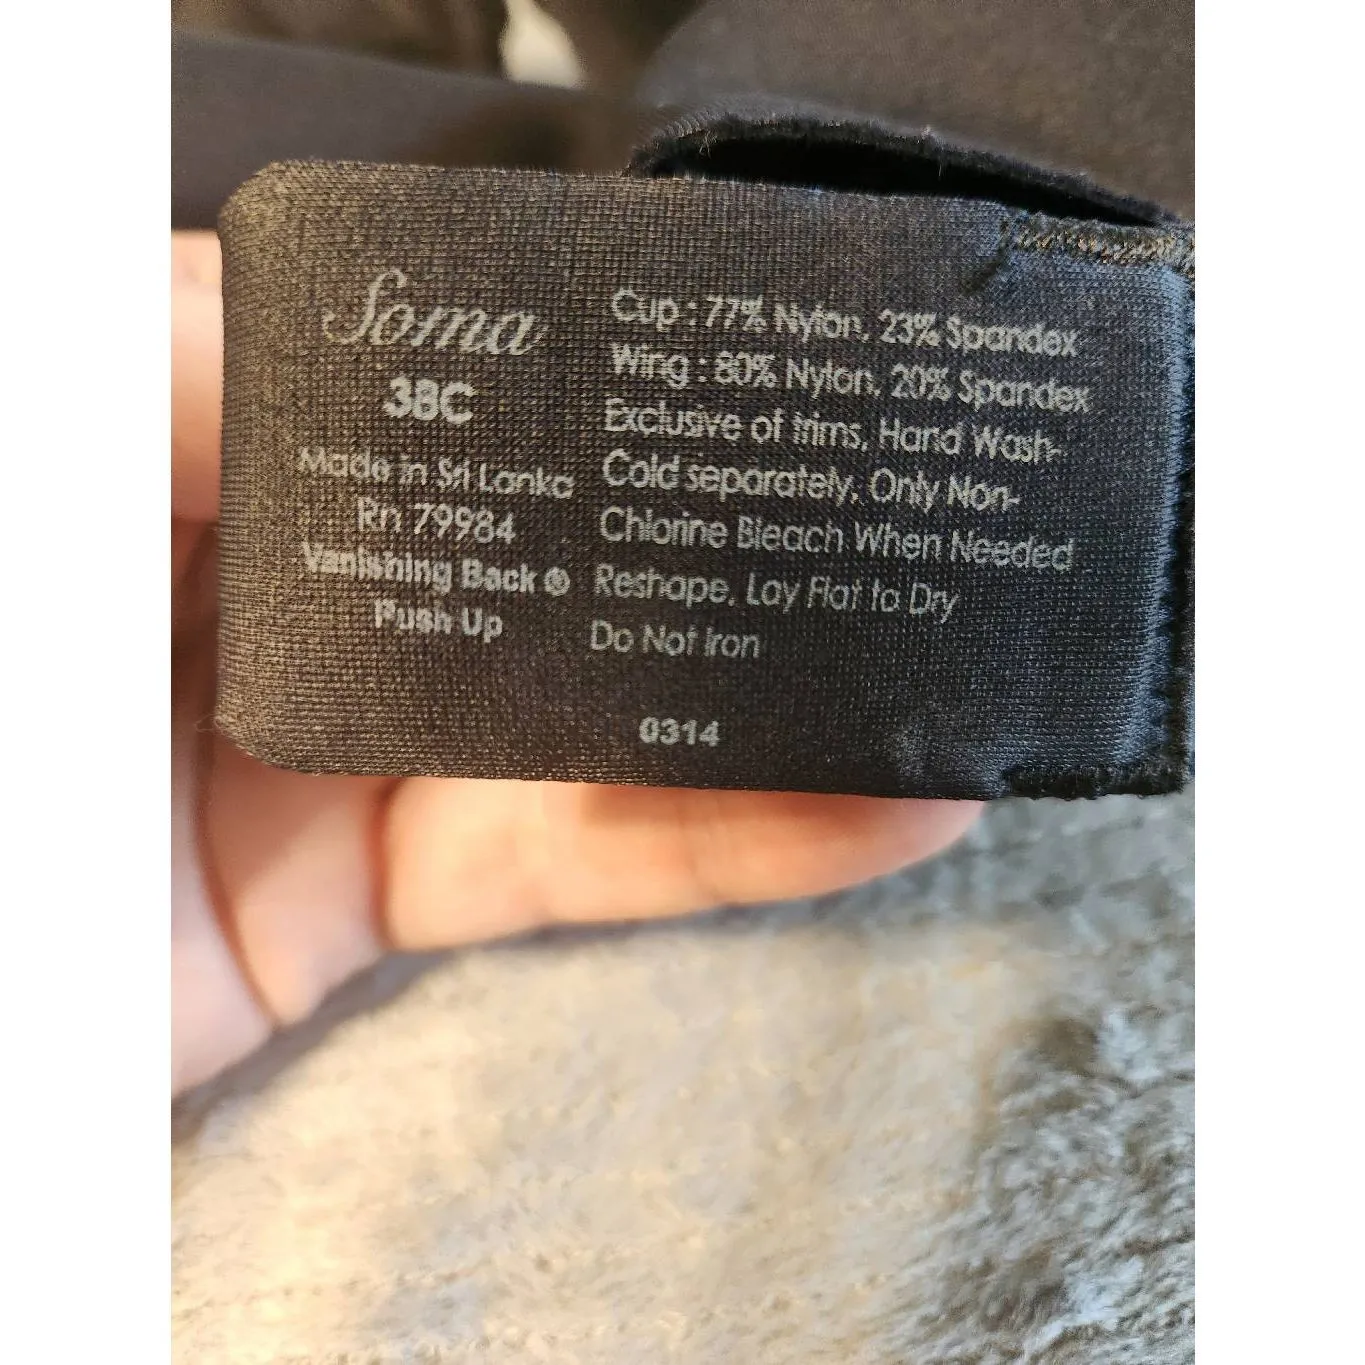 Soma
38C
Made in Sri Lanka
Rn 79984
Vanishing Back ®
Push Up
Cup : 77% Nylon, 23% Spandex
Wing : 80% Nylon, 20% Spandex
Exclusive of trims, Hand Wash-
Cold separately, Only Non-
Chlorine Bleach When Needed
Reshape, Lay Flat to Dry
Do Not Iron
0314